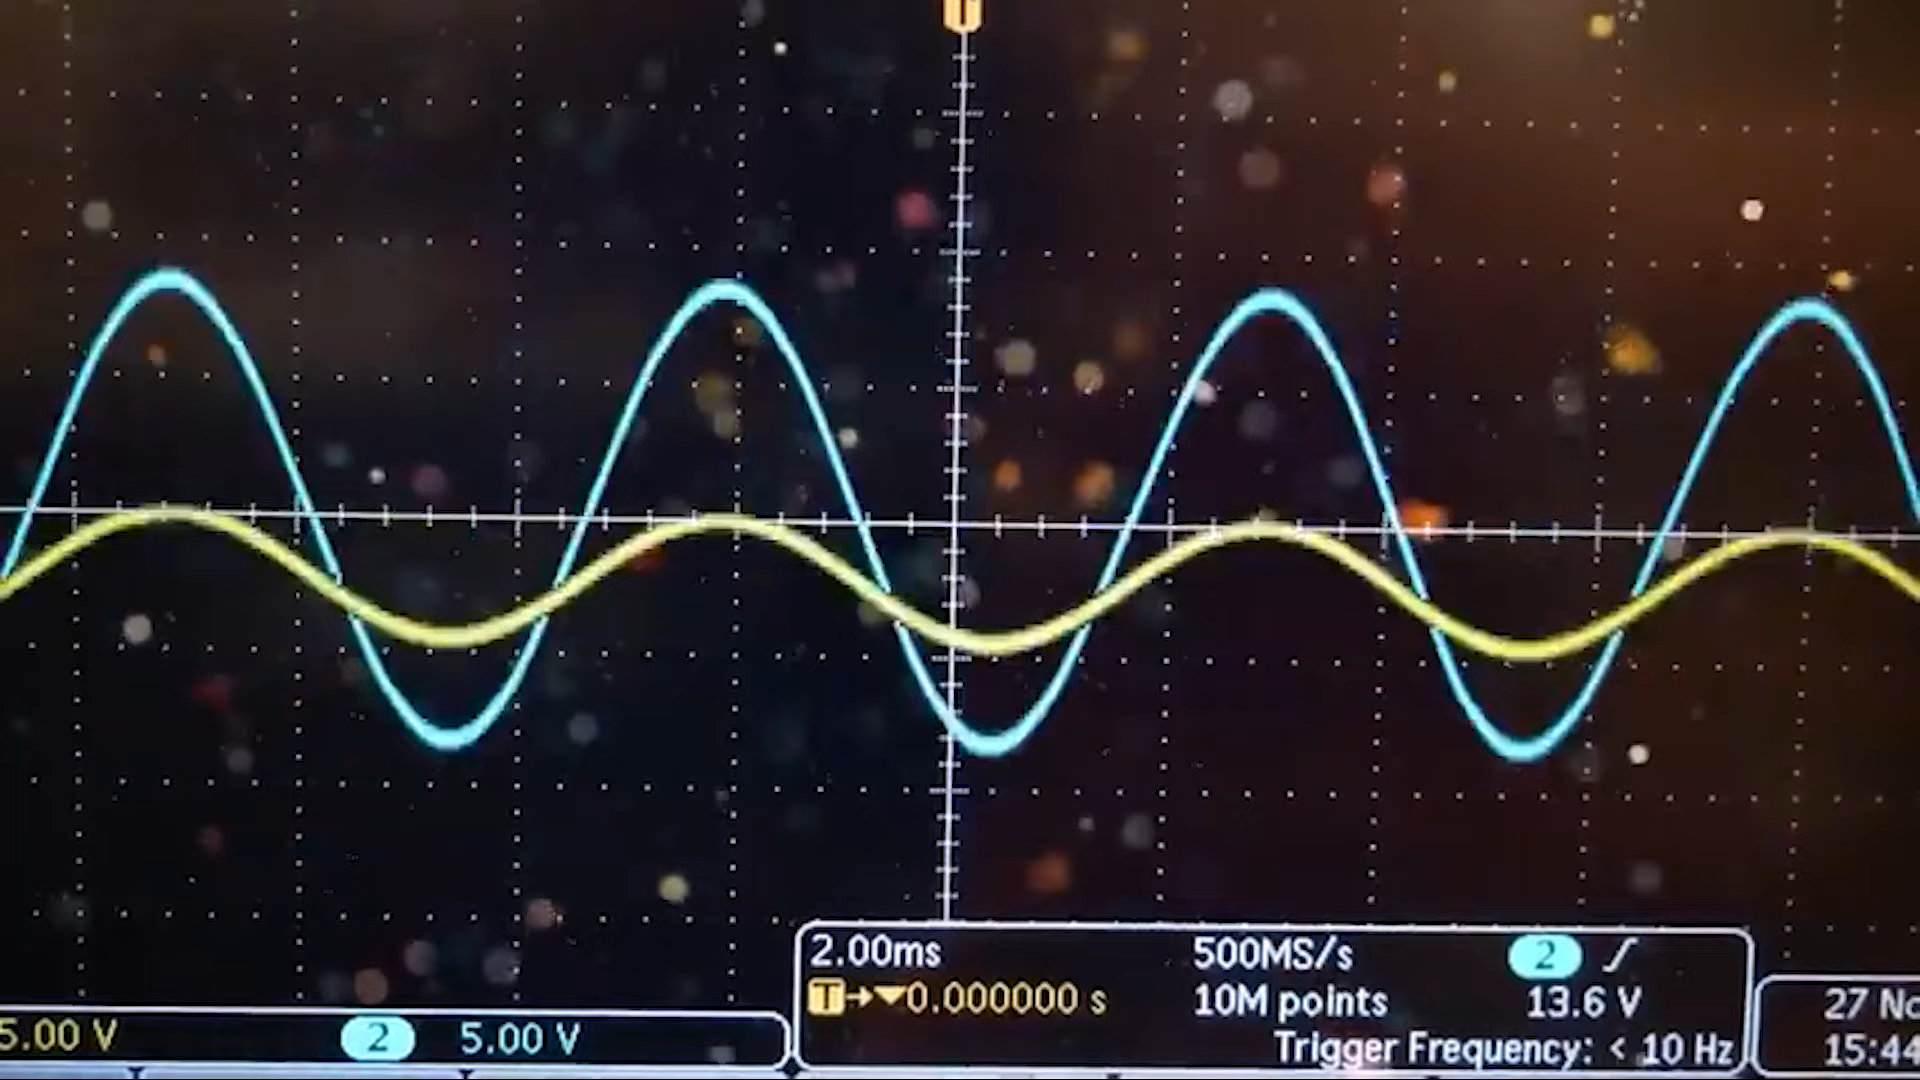 T
2.00ms 500MS/s 2
T 0.000000 s 10M points 13.6 V
Trigger Frequency: < 10 Hz
5.00 V 2 5.00 V
27 No
15:44